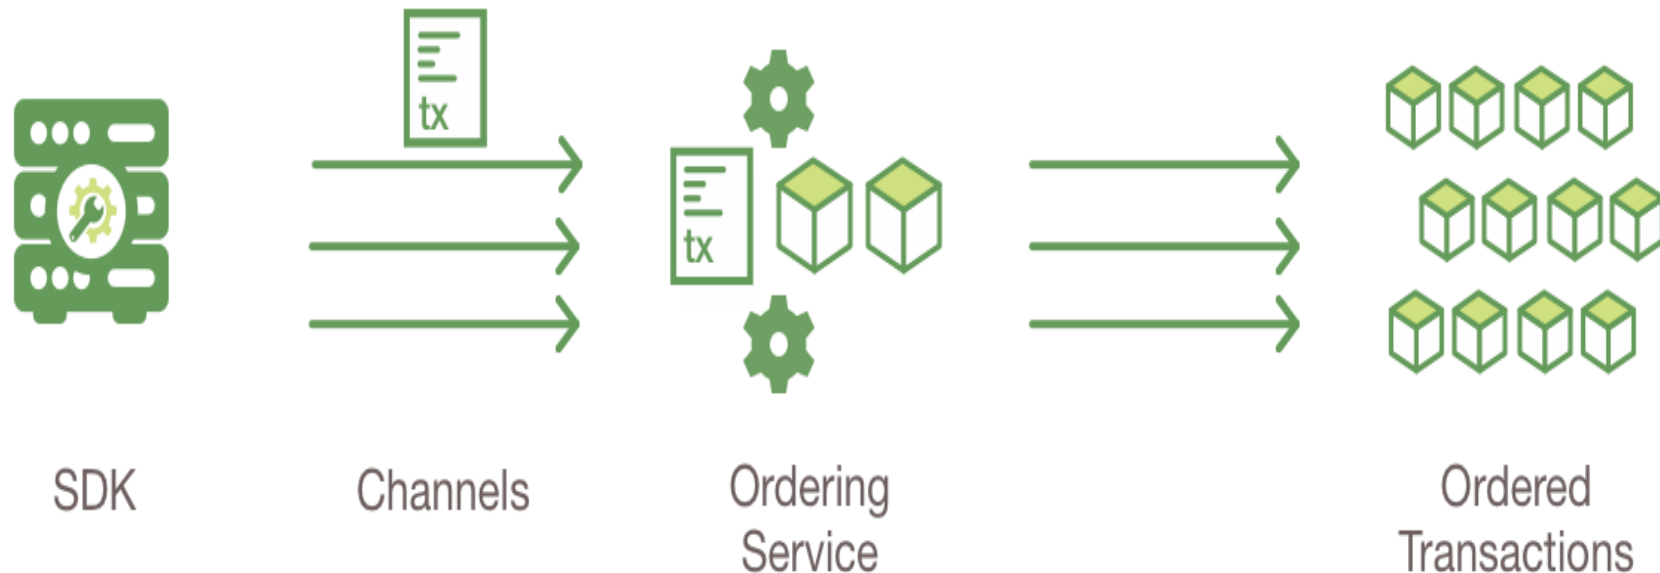 tx
tx
SDK
Channels
Ordering
Service
Ordered
Transactions